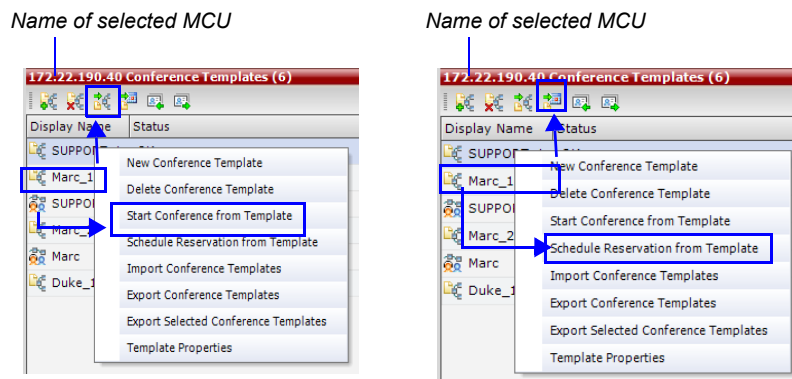 Name of selected MCU
172.22.190.40 Conference Templates (6)
Display Name Status
SUPPO
Marc_1
SUPPO
Marc_
Marc
Duke_1
New Conference Template
Delete Conference Template
Start Conference from Template
Schedule Reservation from Template
Import Conference Templates
Export Conference Templates
Export Selected Conference Templates
Template Properties
Name of selected MCU
172.22.190.40 Conference Templates (6)
Display Name Status
SUPPO
Marc_1
SUPPO
Marc_2
Marc
Duke_1
New Conference Template
Delete Conference Template
Start Conference from Template
Schedule Reservation from Template
Import Conference Templates
Export Conference Templates
Export Selected Conference Templates
Template Properties